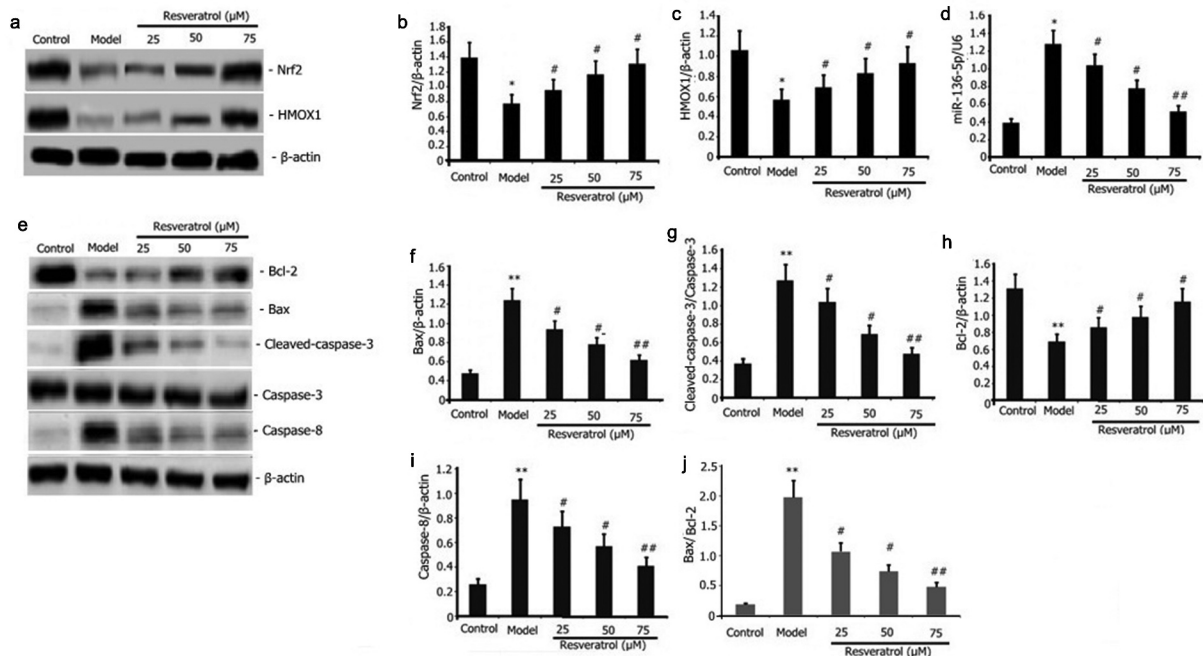 a
Resveratrol (µM)
Control Model 25 50 75
- Nrf2
- HMOX1
- β-actin
b
Nrf2/β-actin
1.8
1.6
1.4
1.2
1.0
0.8
0.6
0.4
0.2
0
*
#
#
#
Control Model 25 50 75
Resveratrol (µM)
c
HMOX1/β-actin
1.4
1.2
1
0.8
0.6
0.4
0.2
0
*
#
#
#
Control Model 25 50 75
Resveratrol (µM)
d
miR-136-5p/U6
1.6
1.4
1.2
1.0
0.8
0.6
0.4
0.2
0
*
#
#
##
Control Model 25 50 75
Resveratrol (µM)
e
Resveratrol (µM)
Control Model 25 50 75
- Bcl-2
- Bax
- Cleaved-caspase-3
- Caspase-3
- Caspase-8
- β-actin
f
Bax/β-actin
1.6
1.4
1.2
1.0
0.8
0.6
0.4
0
**
#
#
##
Control Model 25 50 75
Resveratrol (µM)
g
Cleaved-caspase-3/Caspase-3
1.6
1.4
1.2
1.0
0.8
0.6
0.4
0.2
0
**
#
#
##
Control Model 25 50 75
Resveratrol (µM)
h
Bcl-2/β-actin
1.6
1.4
1.2
1.0
0.8
0.6
0.4
0.2
0
**
#
#
#
Control Model 25 50 75
Resveratrol (µM)
i
Caspase-8/β-actin
1.2
1.0
0.8
0.6
0.4
0.2
0
**
#
#
##
Control Model 25 50 75
Resveratrol (µM)
j
Bax/Bcl-2
2.5
2.0
1.5
1.0
0.5
0
**
#
#
##
Control Model 25 50 75
Resveratrol (µM)